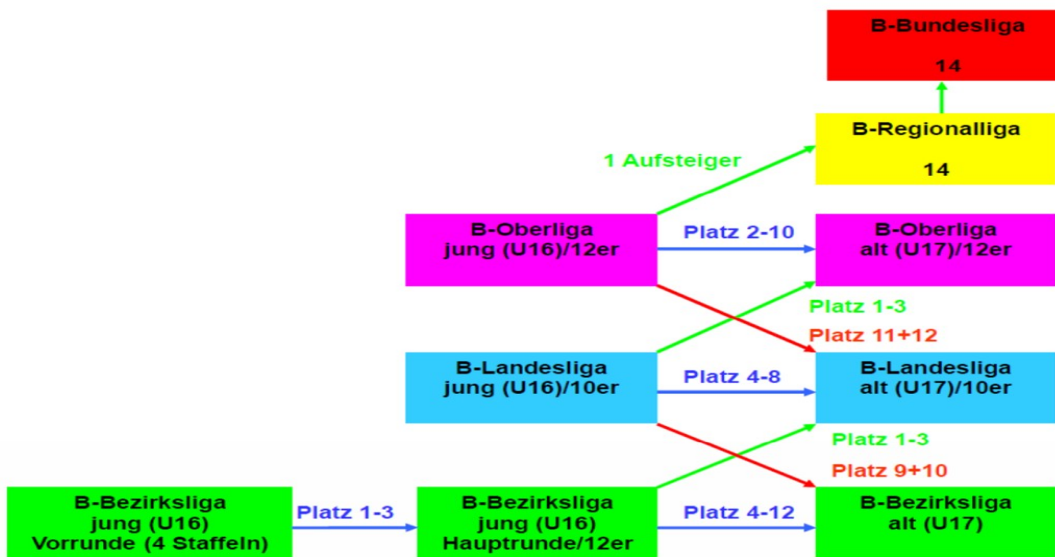 B-Bundesliga
14
B-Regionalliga
14
1 Aufsteiger
B-Oberliga
jung (U16)/12er
Platz 2-10
B-Oberliga
alt (U17)/12er
Platz 1-3
Platz 11+12
B-Landesliga
jung (U16)/10er
Platz 4-8
B-Landesliga
alt (U17)/10er
Platz 1-3
Platz 9+10
B-Bezirksliga
jung (U16)
Vorrunde (4 Staffeln)
Platz 1-3
B-Bezirksliga
jung (U16)
Hauptrunde/12er
Platz 4-12
B-Bezirksliga
alt (U17)